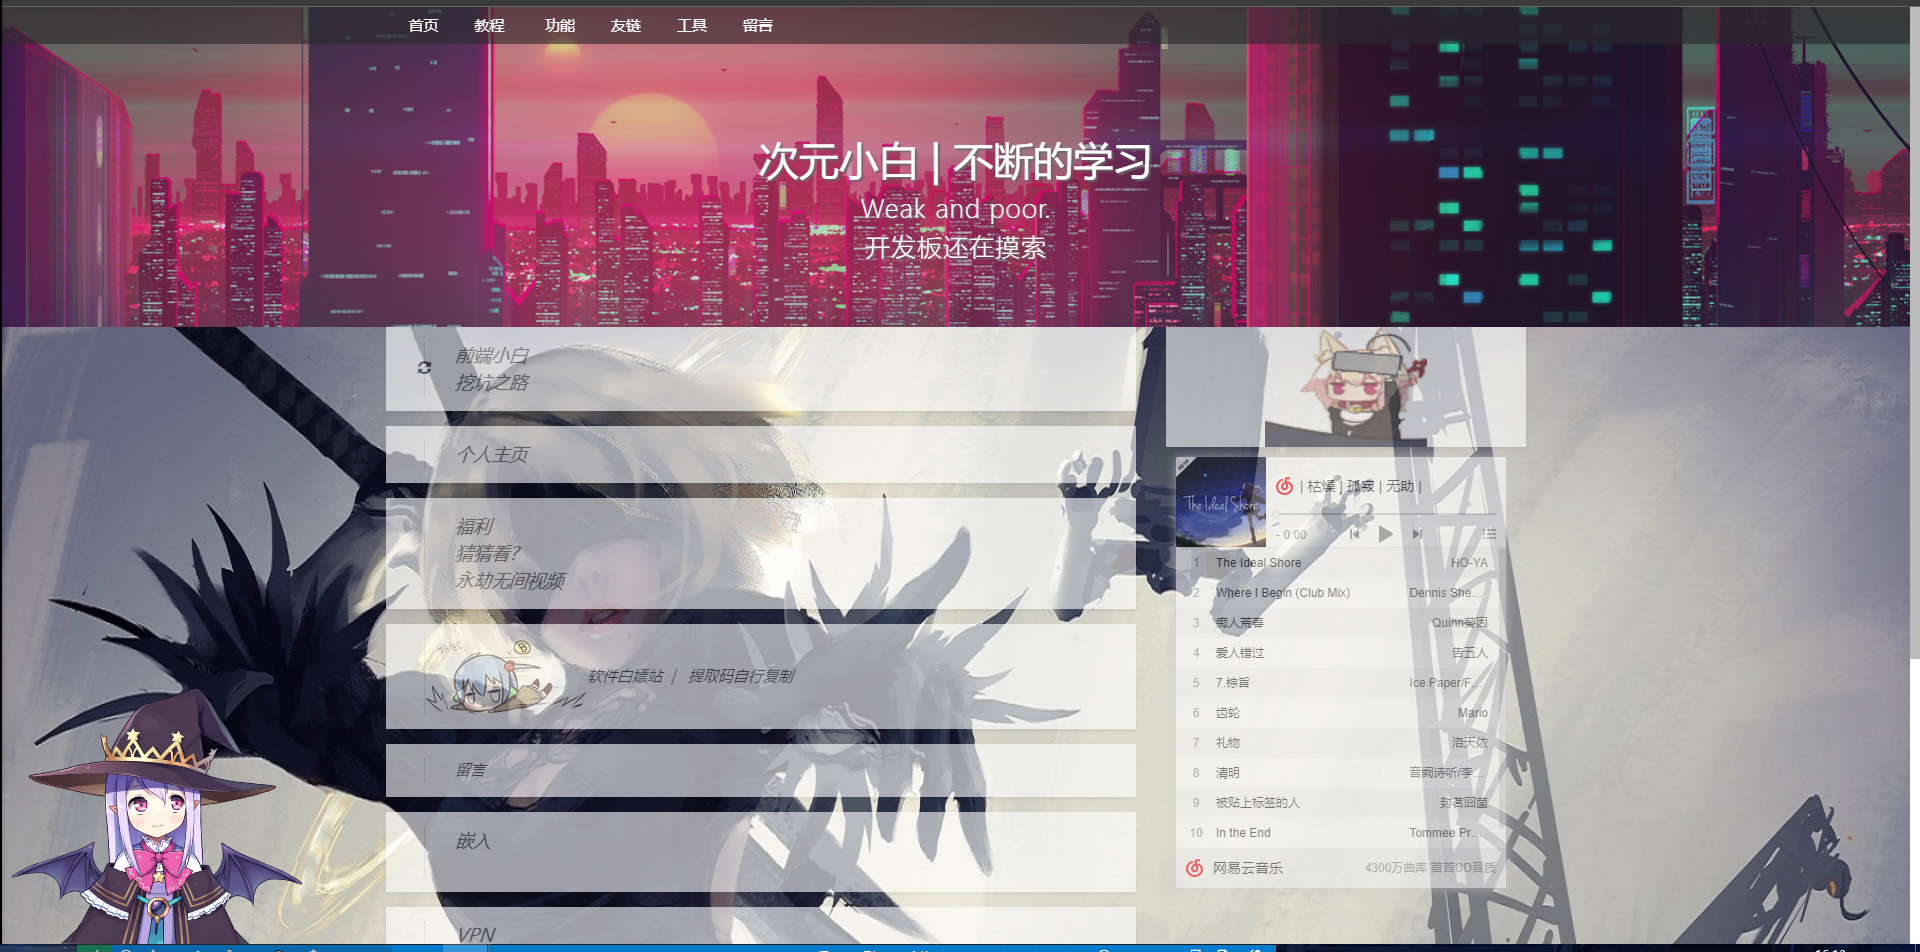 首页 教程 功能 友链 工具 留言
次元小白 | 不断的学习
Weak and poor.
开发板还在摸索
前端小白
挖坑之路
个人主页
福利
猜猜看?
永劫无间视频
软件白嫖站 | 提取码自行复制
留言
嵌入
VPN
The Ideal Shore
| 枯燥 | 孤寂 | 无助 |
- 0:00
1 The Ideal Shore HO-YA
2 Where I Begin (Club Mix) Dennis She...
3 痴人荒春 Quinn葵因
4 爱人错过 告五人
5 7.棕旨 Ice Paper/F...
6 齿轮 Mario
7 礼物 洛天依
8 清明 音阙诗听/李...
9 被贴上标签的人 封茗囧菌
10 In the End Tommee Pr...
网易云音乐 4300万曲库 首首CD音质